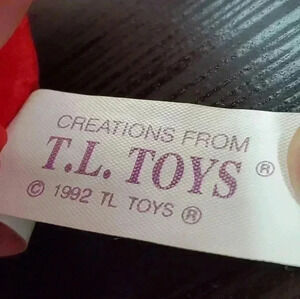 CREATIONS FROM
T.L. TOYS ®
© 1992 TL TOYS ®